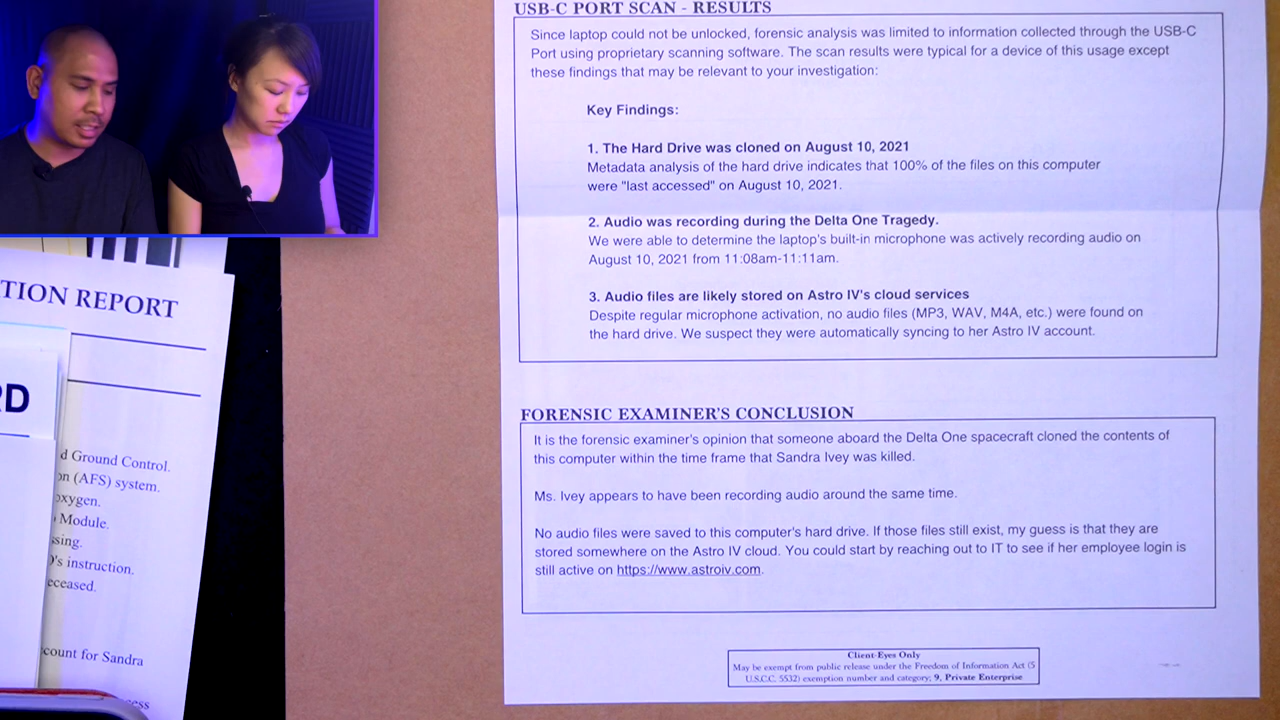 USB-C PORT SCAN - RESULTS
Since laptop could not be unlocked, forensic analysis was limited to information collected through the USB-C
Port using proprietary scanning software. The scan results were typical for a device of this usage except
these findings that may be relevant to your investigation:
Key Findings:
1. The Hard Drive was cloned on August 10, 2021
Metadata analysis of the hard drive indicates that 100% of the files on this computer
were "last accessed" on August 10, 2021.
2. Audio was recording during the Delta One Tragedy.
We were able to determine the laptop's built-in microphone was actively recording audio on
August 10, 2021 from 11:08am-11:11am.
3. Audio files are likely stored on Astro IV's cloud services
Despite regular microphone activation, no audio files (MP3, WAV, M4A, etc.) were found on
the hard drive. We suspect they were automatically syncing to her Astro IV account.
FORENSIC EXAMINER'S CONCLUSION
It is the forensic examiner's opinion that someone aboard the Delta One spacecraft cloned the contents of
this computer within the time frame that Sandra Ivey was killed.
Ms. Ivey appears to have been recording audio around the same time.
No audio files were saved to this computer's hard drive. If those files still exist, my guess is that they are
stored somewhere on the Astro IV cloud. You could start by reaching out to IT to see if her employee login is
still active on https://www.astroiv.com.
Client-Eyes Only
May be exempt from public release under the Freedom of Information Act (5
U.S.C.C. 5532) exemption number and category; 9, Private Enterprise
TION REPORT
RD
d Ground Control.
on (AFS) system.
oxygen.
Module.
sing.
's instruction.
eceased.
count for Sandra
ess